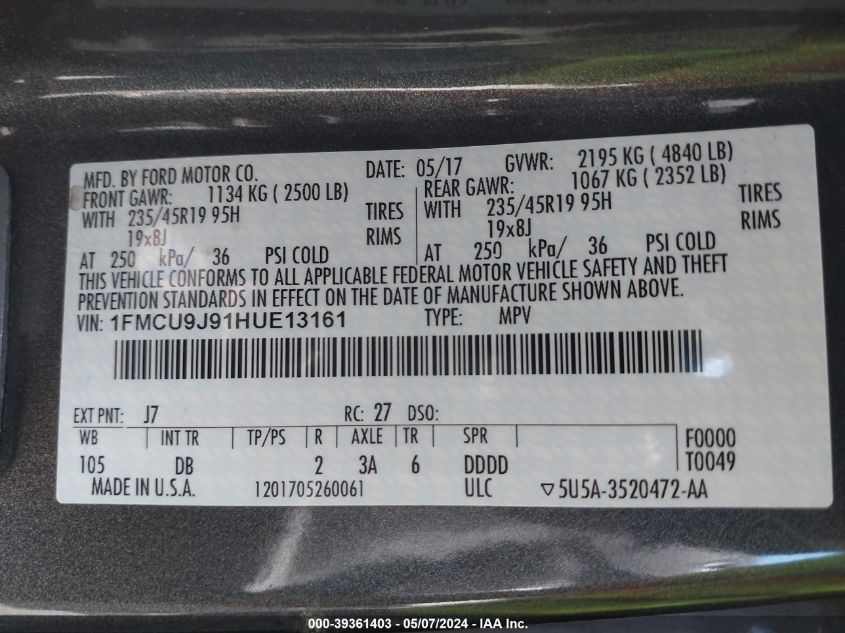 MFD. BY FORD MOTOR CO. DATE: 05/17 GVWR: 2195 KG ( 4840 LB)
FRONT GAWR: 1134 KG ( 2500 LB) REAR GAWR: 1067 KG ( 2352 LB)
WITH 235/45R19 95H TIRES WITH 235/45R19 95H TIRES
19x8J RIMS 19x8J RIMS
AT 250 kPa/ 36 PSI COLD AT 250 kPa/ 36 PSI COLD
THIS VEHICLE CONFORMS TO ALL APPLICABLE FEDERAL MOTOR VEHICLE SAFETY AND THEFT
PREVENTION STANDARDS IN EFFECT ON THE DATE OF MANUFACTURE SHOWN ABOVE.
VIN: 1FMCU9J91HUE13161 TYPE: MPV
EXT PNT: J7 RC: 27 DSO:
WB INT TR TP/PS R AXLE TR SPR F0000
105 DB 2 3A 6 DDDD T0049
MADE IN U.S.A. 1201705260061 ULC ▽5U5A-3520472-AA
000-39361403 - 05/07/2024 - IAA Inc.